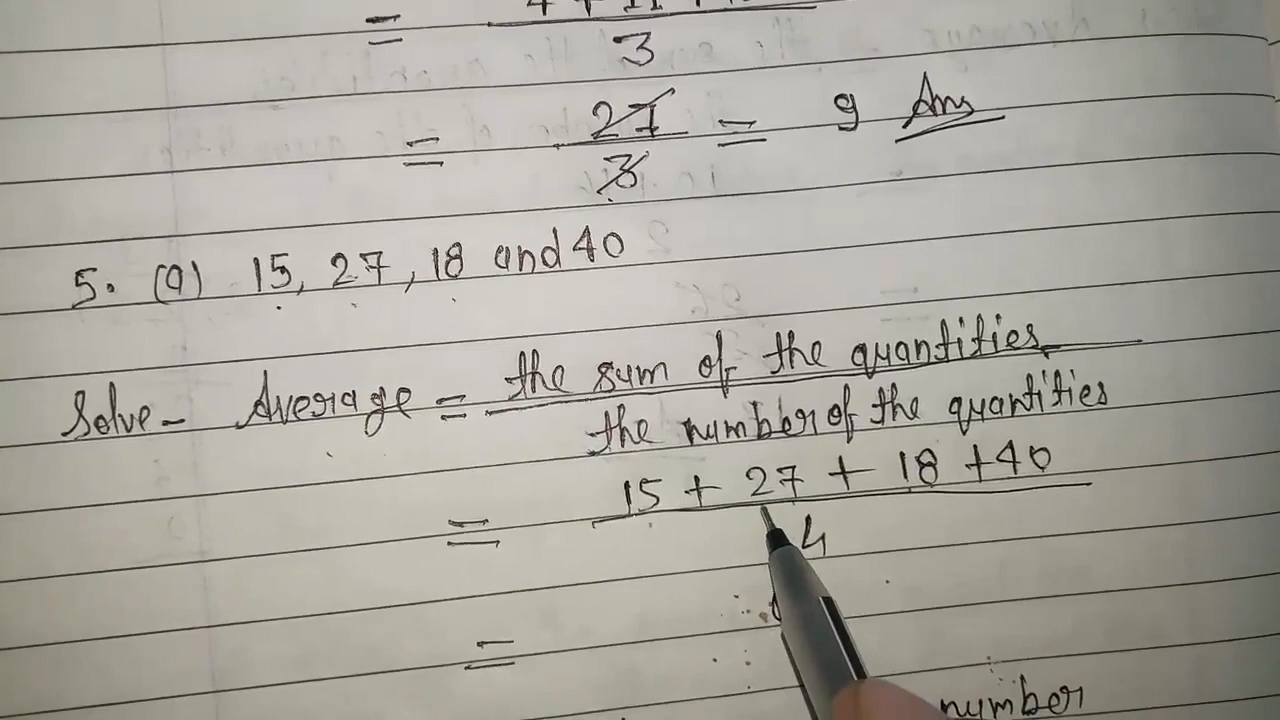 =
3
= 27/3 = 9 Ans
5. (a) 15, 27, 18 and 40
Solve - Average = the sum of the quantities
the number of the quantities
= 15 + 27 + 18 + 40
4
=
number